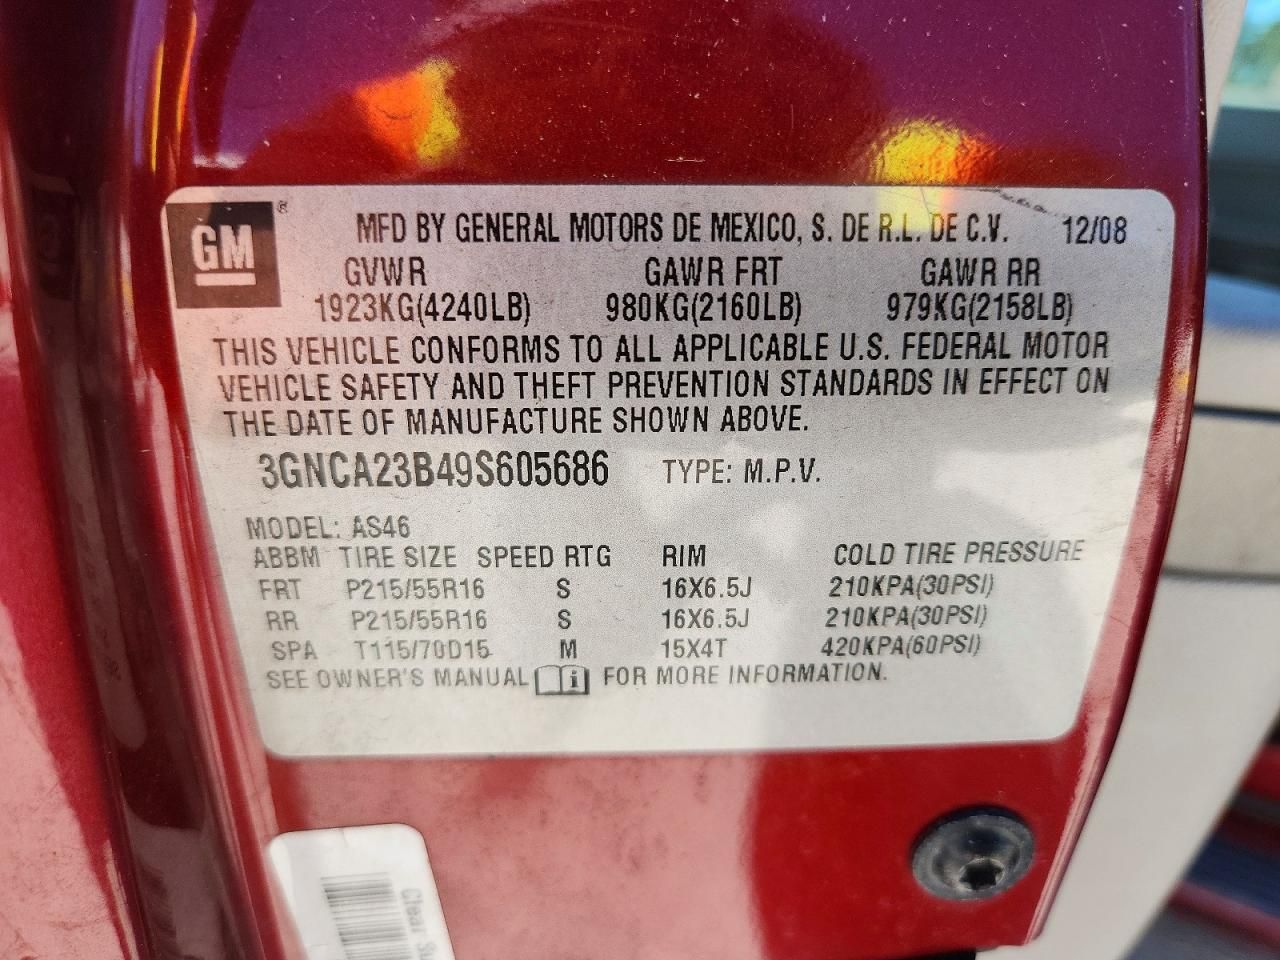 GM ® MFD BY GENERAL MOTORS DE MEXICO, S. DE R.L. DE C.V. 12/08
GVWR GAWR FRT GAWR RR
1923KG(4240LB) 980KG(2160LB) 979KG(2158LB)
THIS VEHICLE CONFORMS TO ALL APPLICABLE U.S. FEDERAL MOTOR
VEHICLE SAFETY AND THEFT PREVENTION STANDARDS IN EFFECT ON
THE DATE OF MANUFACTURE SHOWN ABOVE.
3GNCA23B49S605686 TYPE: M.P.V.
MODEL: AS46
ABBM TIRE SIZE SPEED RTG RIM COLD TIRE PRESSURE
FRT P215/55R16 S 16X6.5J 210KPA(30PSI)
RR P215/55R16 S 16X6.5J 210KPA(30PSI)
SPA T115/70D15 M 15X4T 420KPA(60PSI)
SEE OWNER'S MANUAL FOR MORE INFORMATION.
Clear